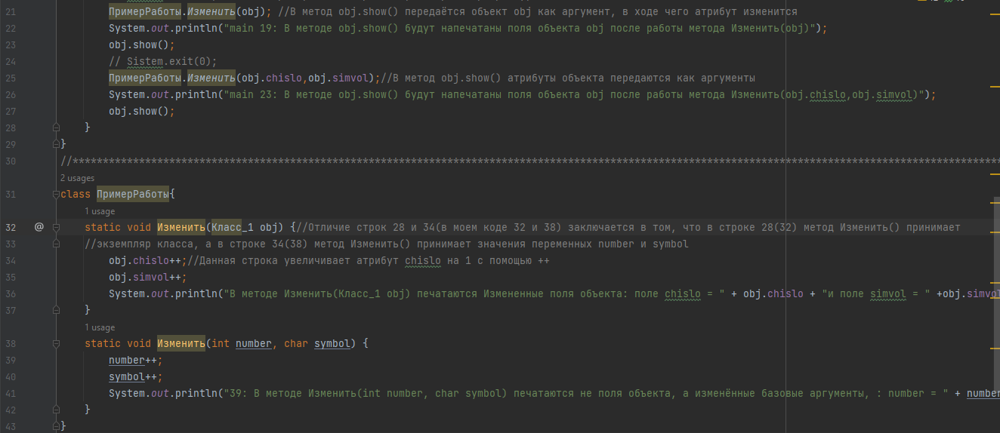 21 ПримерРаботы.Изменить(obj); //В метод obj.show() передаётся объект obj как аргумент, в ходе чего атрибут изменится
22 System.out.println("main 19: В методе obj.show() будут напечатаны поля объекта obj после работы метода Изменить(obj)");
23 obj.show();
24 // Sistem.exit(0);
25 ПримерРаботы.Изменить(obj.chislo,obj.simvol);//В метод obj.show() атрибуты объекта передаются как аргументы
26 System.out.println("main 23: В методе obj.show() будут напечатаны поля объекта obj после работы метода Изменить(obj.chislo,obj.simvol)");
27 obj.show();
28 }
29 }
30 //****************************************************************************************************************************************************
2 usages
31 class ПримерРаботы{
1 usage
32 @ static void Изменить(Класс_1 obj) {//Отличие строк 28 и 34(в моем коде 32 и 38) заключается в том, что в строке 28(32) метод Изменить() принимает
33 //экземпляр класса, а в строке 34(38) метод Изменить() принимает значения переменных number и symbol
34 obj.chislo++;//Данная строка увеличивает атрибут chislo на 1 с помощью ++
35 obj.simvol++;
36 System.out.println("В методе Изменить(Класс_1 obj) печатаются Измененные поля объекта: поле chislo = " + obj.chislo + "и поле simvol = " +obj.simvol
37 }
1 usage
38 static void Изменить(int number, char symbol) {
39 number++;
40 symbol++;
41 System.out.println("39: В методе Изменить(int number, char symbol) печатаются не поля объекта, а изменённые базовые аргументы, : number = " + number
42 }
43 }